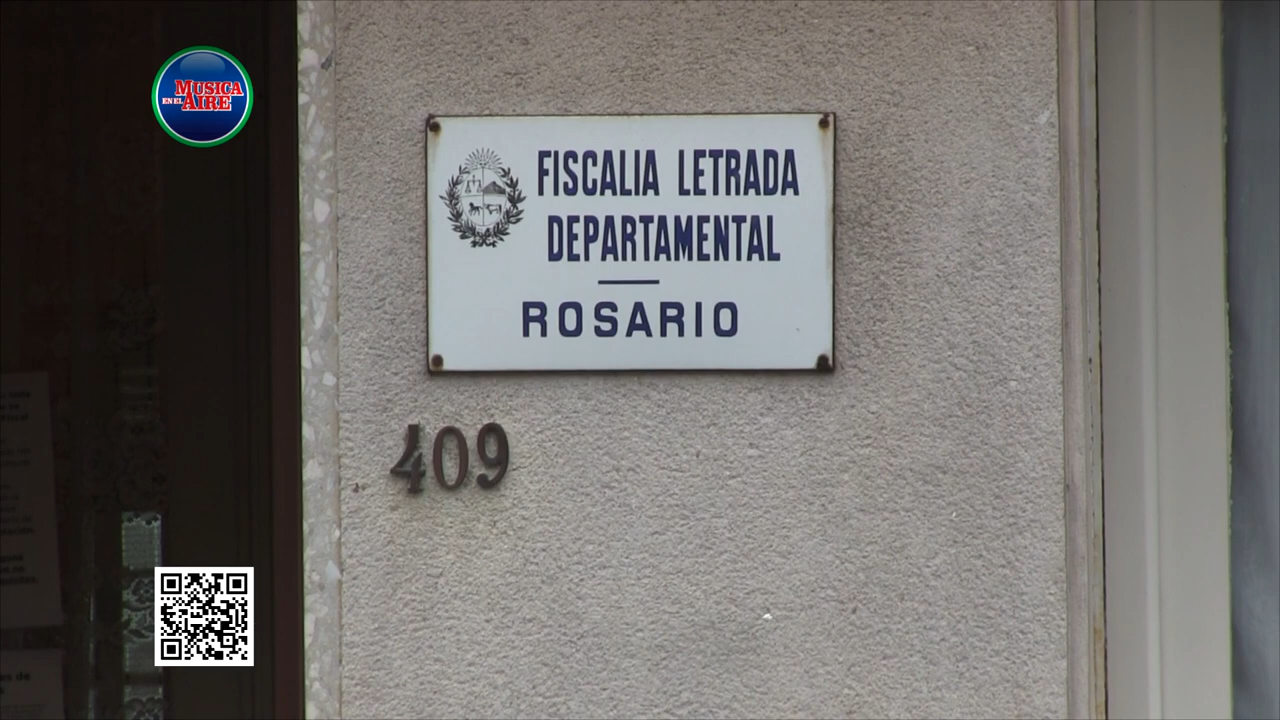 MUSICA
EN EL AIRE
FISCALIA LETRADA
DEPARTAMENTAL
ROSARIO
409